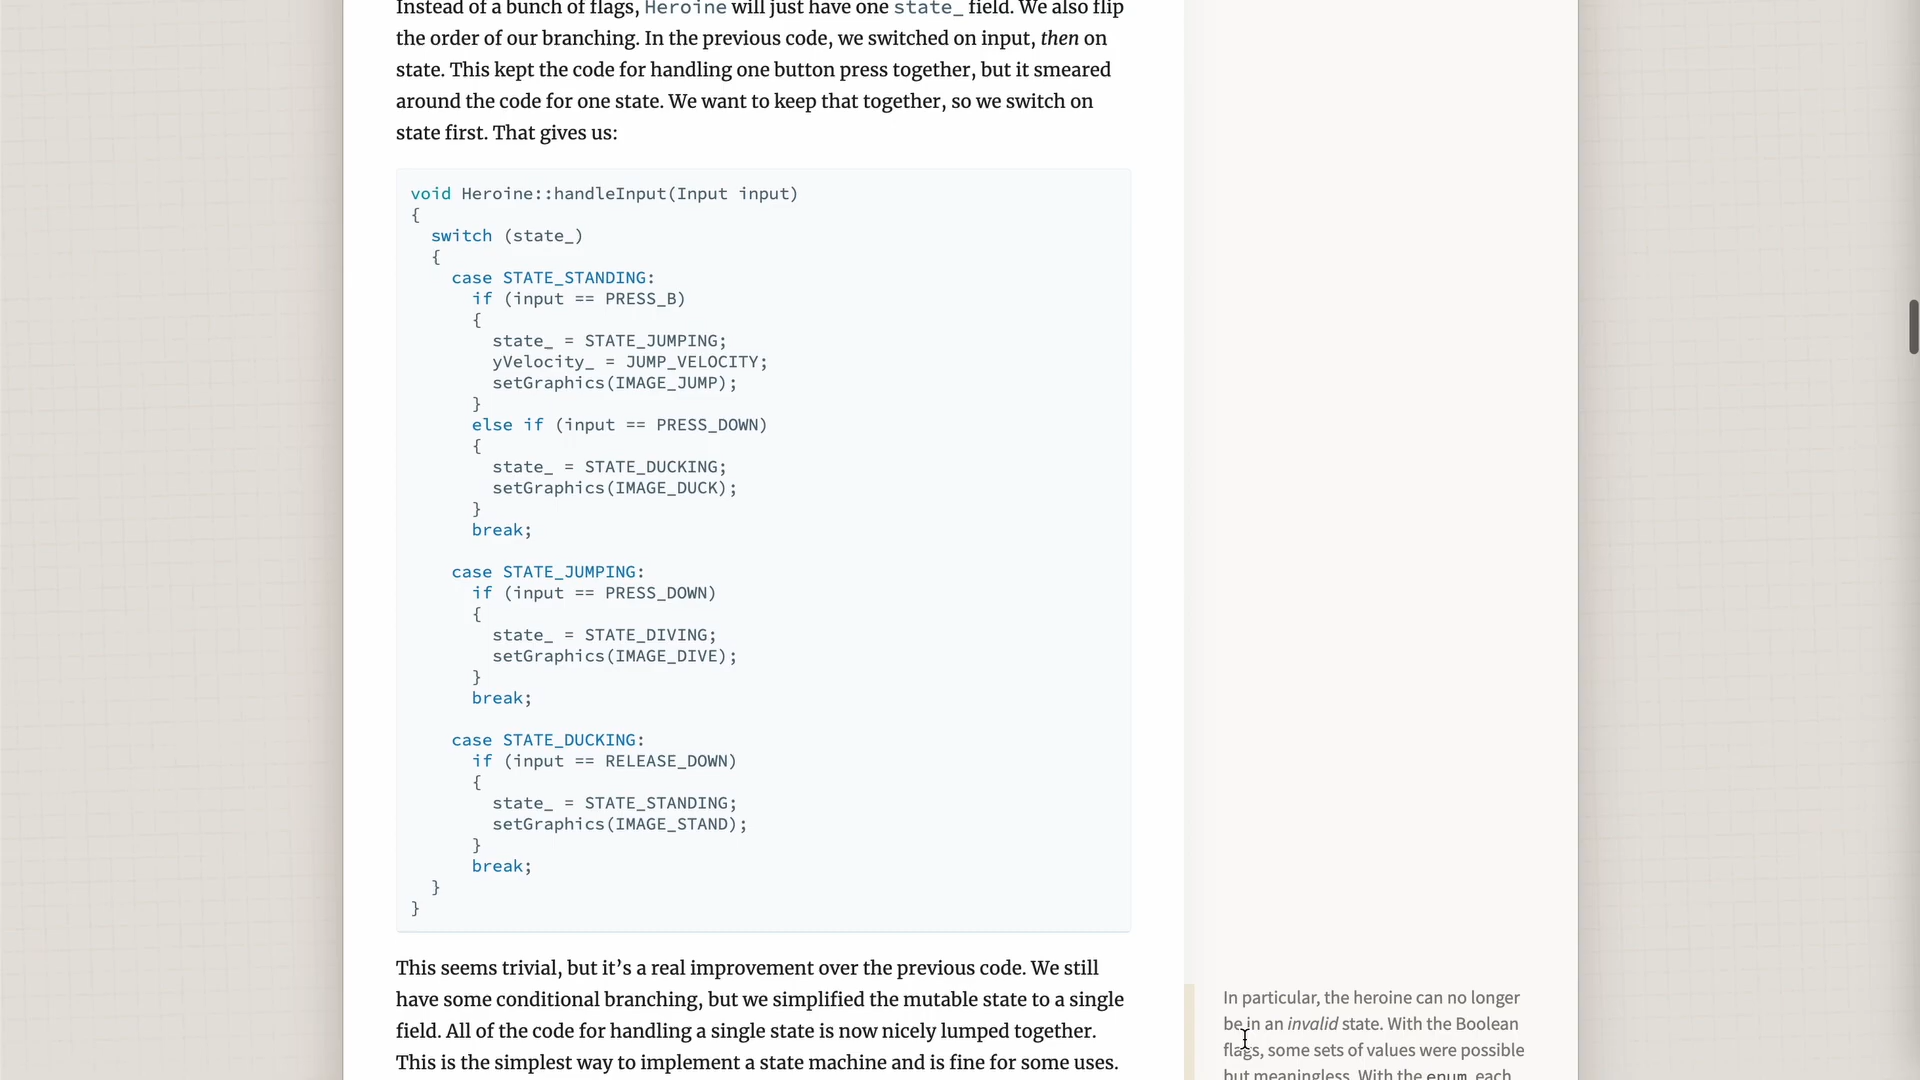 Instead of a bunch of flags, Heroine will just have one state_ field. We also flip
the order of our branching. In the previous code, we switched on input, then on
state. This kept the code for handling one button press together, but it smeared
around the code for one state. We want to keep that together, so we switch on
state first. That gives us:
void Heroine::handleInput(Input input)
{
  switch (state_)
  {
    case STATE_STANDING:
      if (input == PRESS_B)
      {
        state_ = STATE_JUMPING;
        yVelocity_ = JUMP_VELOCITY;
        setGraphics(IMAGE_JUMP);
      }
      else if (input == PRESS_DOWN)
      {
        state_ = STATE_DUCKING;
        setGraphics(IMAGE_DUCK);
      }
      break;
    case STATE_JUMPING:
      if (input == PRESS_DOWN)
      {
        state_ = STATE_DIVING;
        setGraphics(IMAGE_DIVE);
      }
      break;
    case STATE_DUCKING:
      if (input == RELEASE_DOWN)
      {
        state_ = STATE_STANDING;
        setGraphics(IMAGE_STAND);
      }
      break;
  }
}
This seems trivial, but it’s a real improvement over the previous code. We still
have some conditional branching, but we simplified the mutable state to a single
field. All of the code for handling a single state is now nicely lumped together.
This is the simplest way to implement a state machine and is fine for some uses.
In particular, the heroine can no longer
be in an invalid state. With the Boolean
flags, some sets of values were possible
but meaningless. With the enum, each